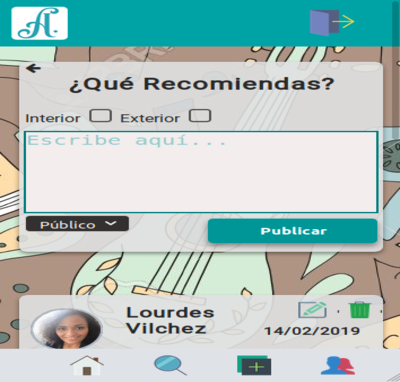 A.
¿Qué Recomiendas?
Interior Exterior
Escribe aquí...
Público
Publicar
Lourdes
Vilchez
14/02/2019